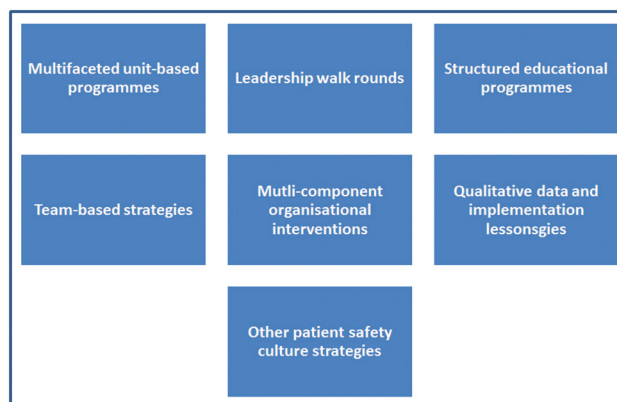 Multifaceted unit-based
programmes
Leadership walk rounds
Structured educational
programmes
Team-based strategies
Mutli-component
organisational
interventions
Qualitative data and
implementation
lessonsgies
Other patient safety
culture strategies